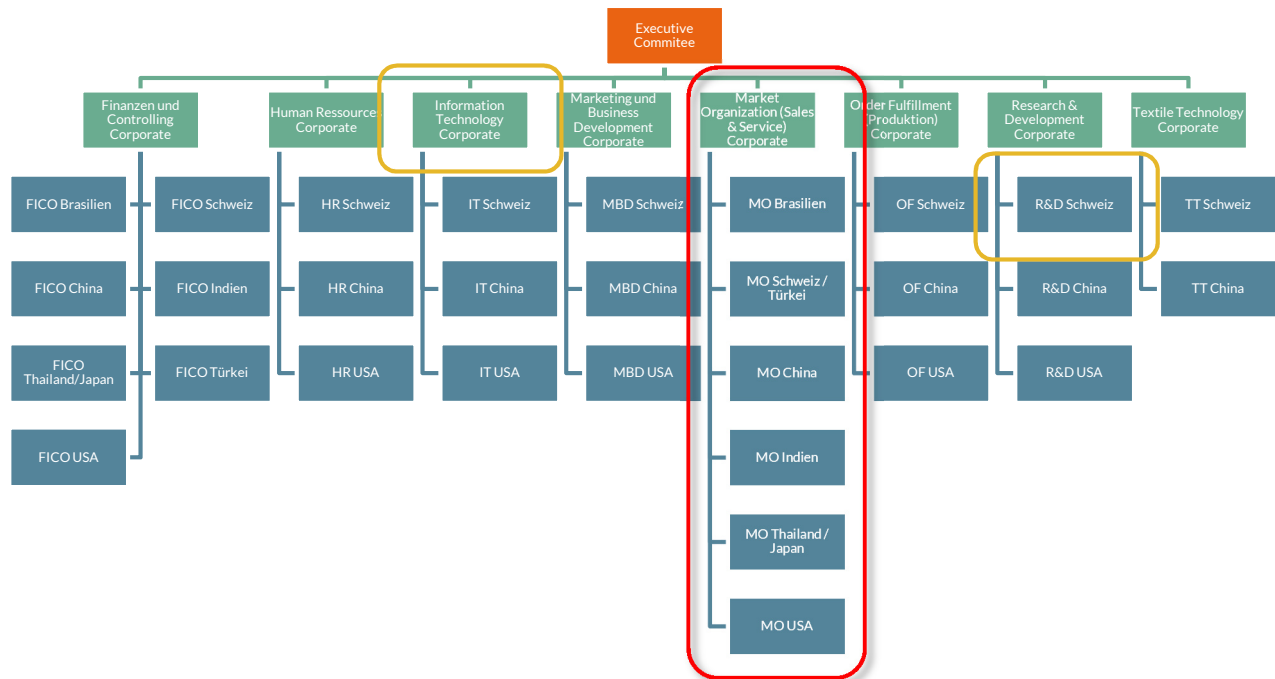 Executive
Commitee
Finanzen und
Controlling
Corporate
Human Ressources
Corporate
Information
Technology
Corporate
Marketing und
Business
Development
Corporate
Market
Organization (Sales
& Service)
Corporate
Order Fulfillment
(Produktion)
Corporate
Research &
Development
Corporate
Textile Technology
Corporate
FICO Brasilien
FICO Schweiz
HR Schweiz
IT Schweiz
MBD Schweiz
MO Brasilien
OF Schweiz
R&D Schweiz
TT Schweiz
FICO China
FICO Indien
HR China
IT China
MBD China
MO Schweiz /
Türkei
OF China
R&D China
TT China
FICO
Thailand/Japan
FICO Türkei
HR USA
IT USA
MBD USA
MO China
OF USA
R&D USA
FICO USA
MO Indien
MO Thailand /
Japan
MO USA